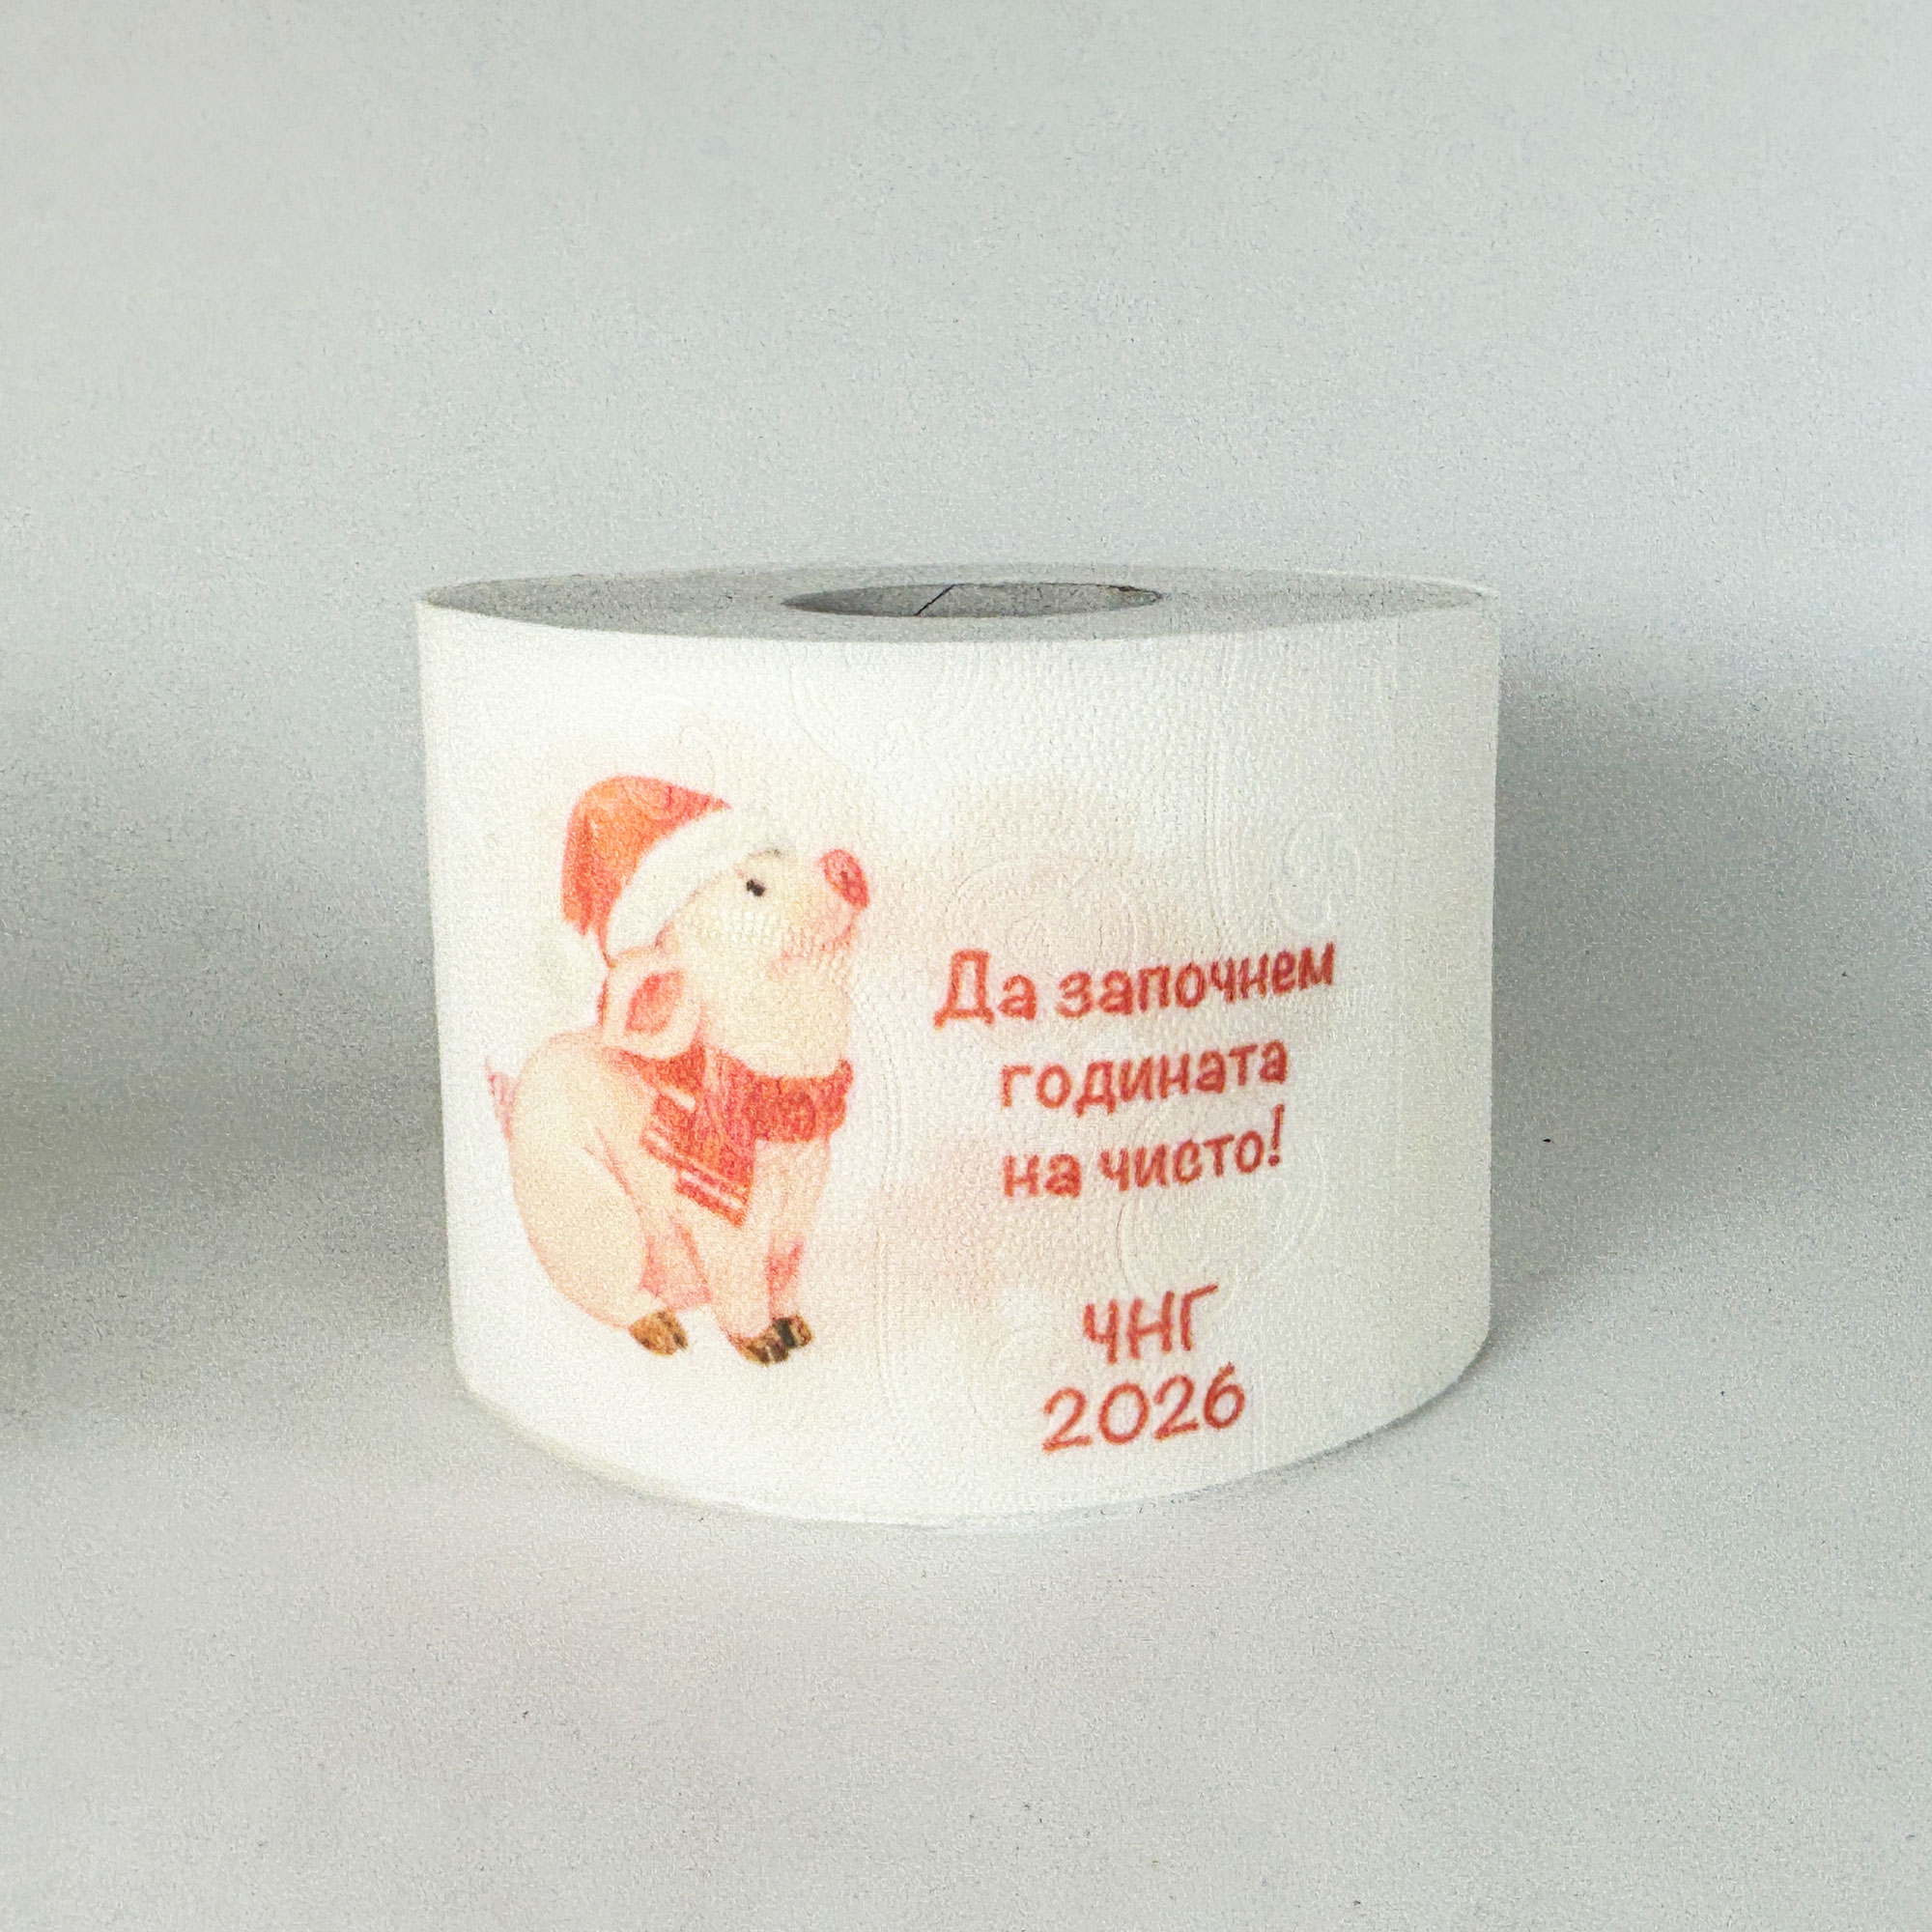 Да започнем
годината
на чисто!
ЧНГ
2026